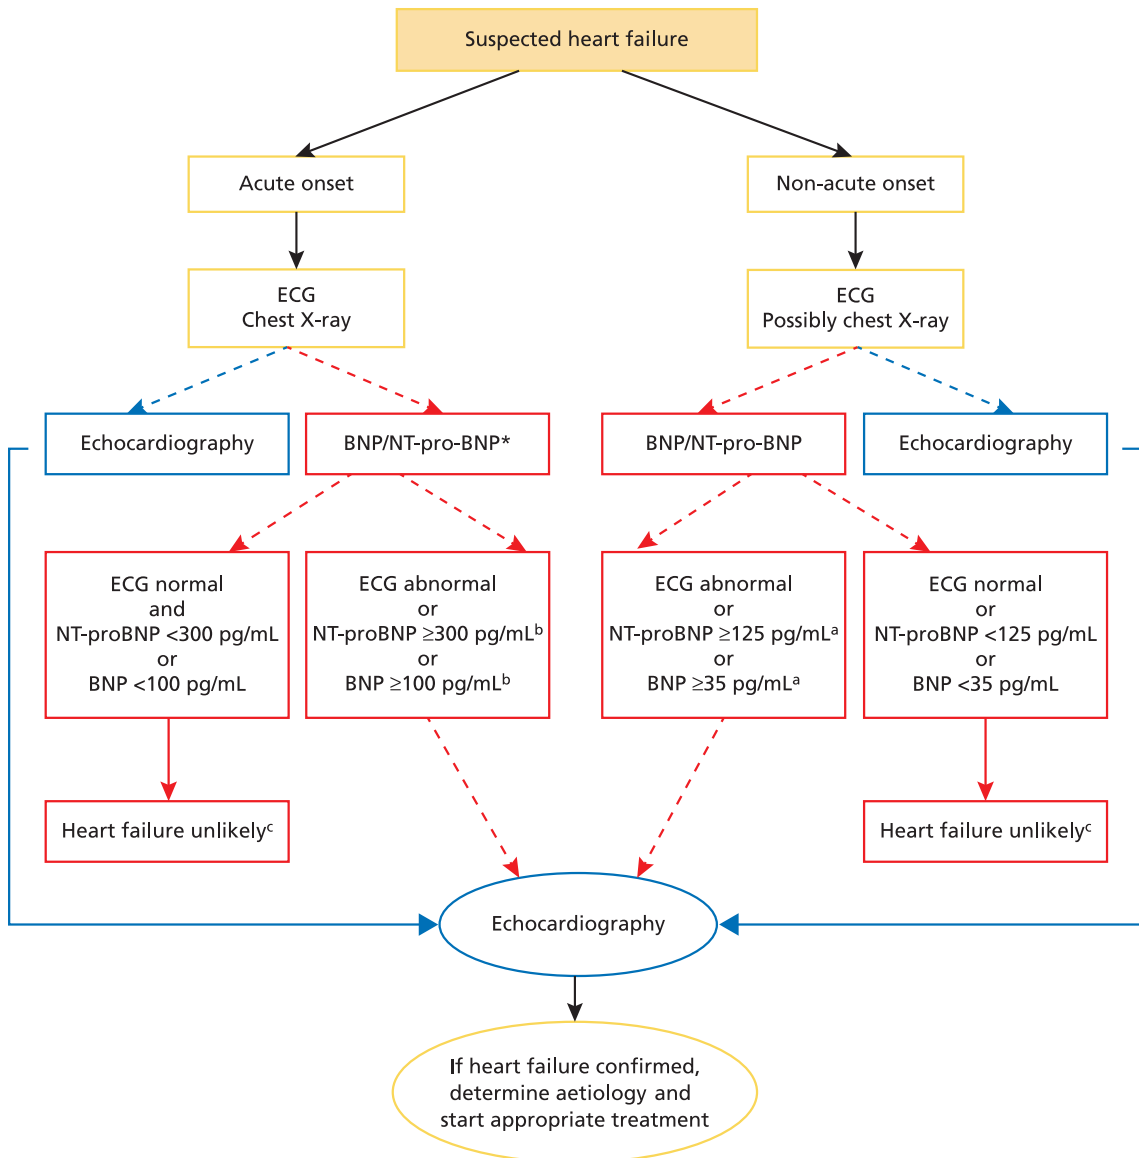 Suspected heart failure
Acute onset
Non-acute onset
ECG
Chest X-ray
ECG
Possibly chest X-ray
Echocardiography
BNP/NT-pro-BNP*
BNP/NT-pro-BNP
Echocardiography
ECG normal
and
NT-proBNP <300 pg/mL
or
BNP <100 pg/mL
ECG abnormal
or
NT-proBNP ≥300 pg/mLᵇ
or
BNP ≥100 pg/mLᵇ
ECG abnormal
or
NT-proBNP ≥125 pg/mLᵃ
or
BNP ≥35 pg/mLᵃ
ECG normal
or
NT-proBNP <125 pg/mL
or
BNP <35 pg/mL
Heart failure unlikelyᶜ
Heart failure unlikelyᶜ
Echocardiography
If heart failure confirmed,
determine aetiology and
start appropriate treatment